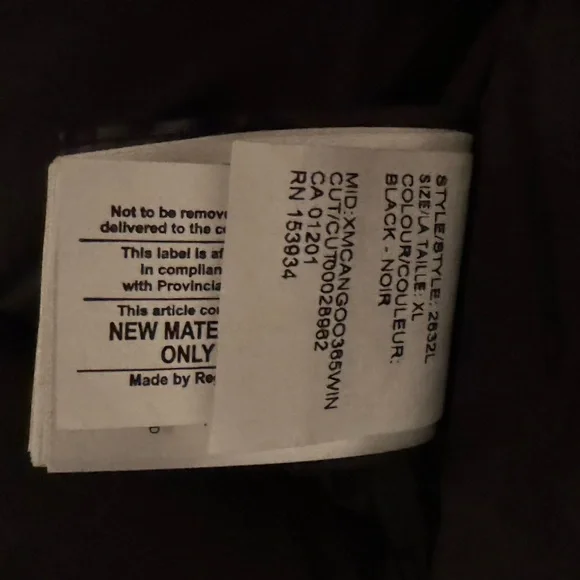 Not to be remov
delivered to the c
This label is af
in complian
with Provincia
This article co
NEW MATE
ONLY
Made by Re
D
STYLE/STYLE: 2632L
SIZE/LA TAILLE: XL
COLOUR/COULEUR:
BLACK - NOIR
MID:XMCANGOO365WIN
CUT/CUT00028962
CA 01201
RN 153934